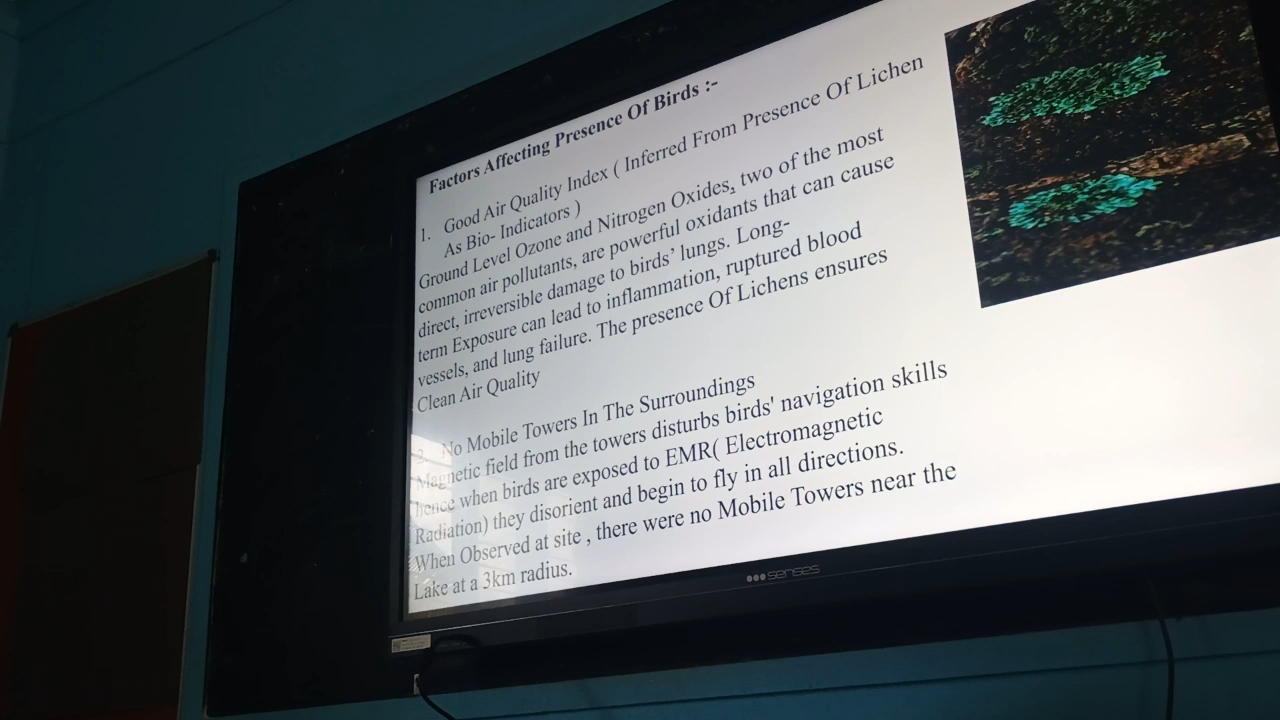 Factors Affecting Presence Of Birds :-
1. Good Air Quality Index ( Inferred From Presence Of Lichen
As Bio- Indicators )
Ground Level Ozone and Nitrogen Oxides, two of the most
common air pollutants, are powerful oxidants that can cause
direct, irreversible damage to birds' lungs. Long-
term Exposure can lead to inflammation, ruptured blood
vessels, and lung failure. The presence Of Lichens ensures
Clean Air Quality
2. No Mobile Towers In The Surroundings
Magnetic field from the towers disturbs birds' navigation skills
hence when birds are exposed to EMR( Electromagnetic
Radiation) they disorient and begin to fly in all directions.
When Observed at site , there were no Mobile Towers near the
Lake at a 3km radius.
senses